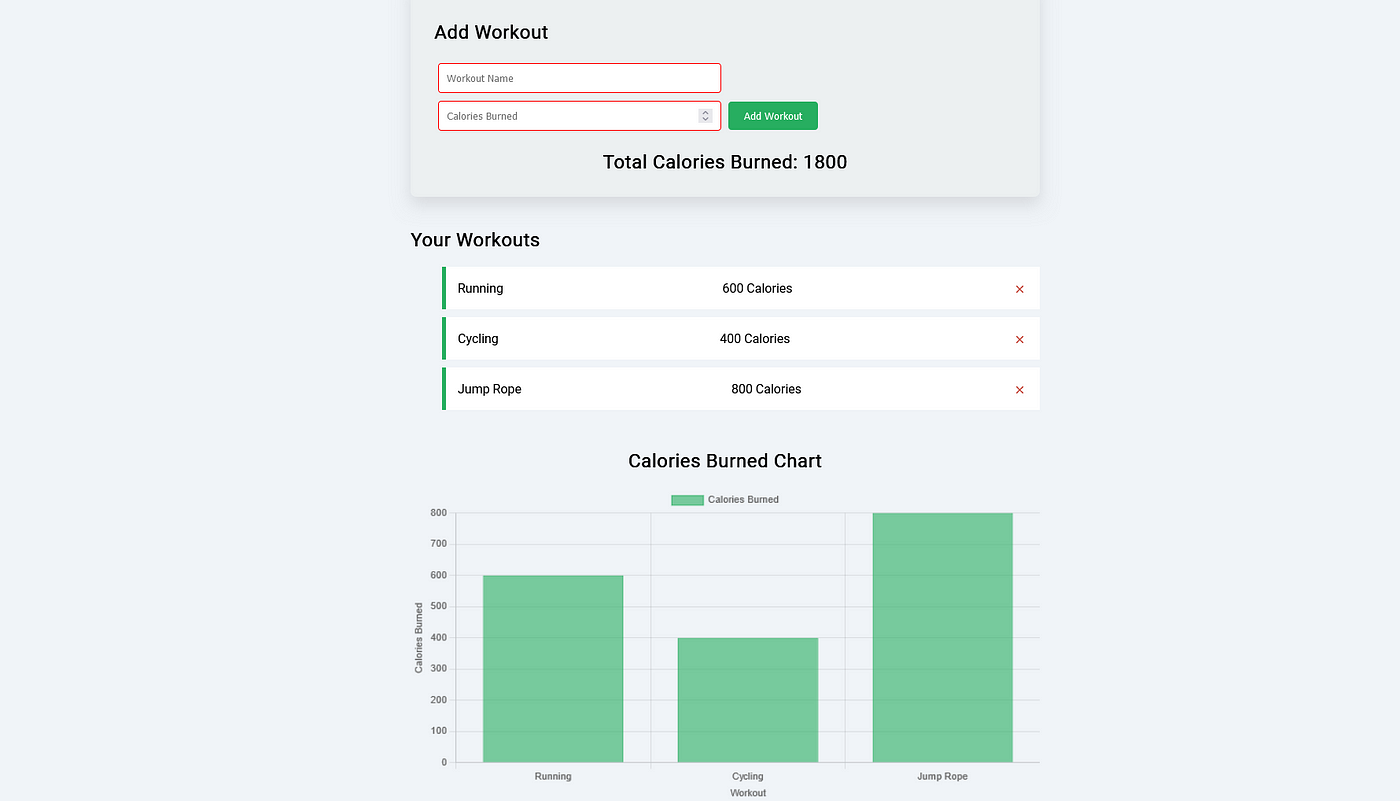 Add Workout
Workout Name
Calories Burned
Add Workout
Total Calories Burned: 1800
Your Workouts
Running 600 Calories ×
Cycling 400 Calories ×
Jump Rope 800 Calories ×
Calories Burned Chart
Calories Burned
800
700
600
500
400
300
200
100
0
Calories Burned
Running Cycling Jump Rope
Workout